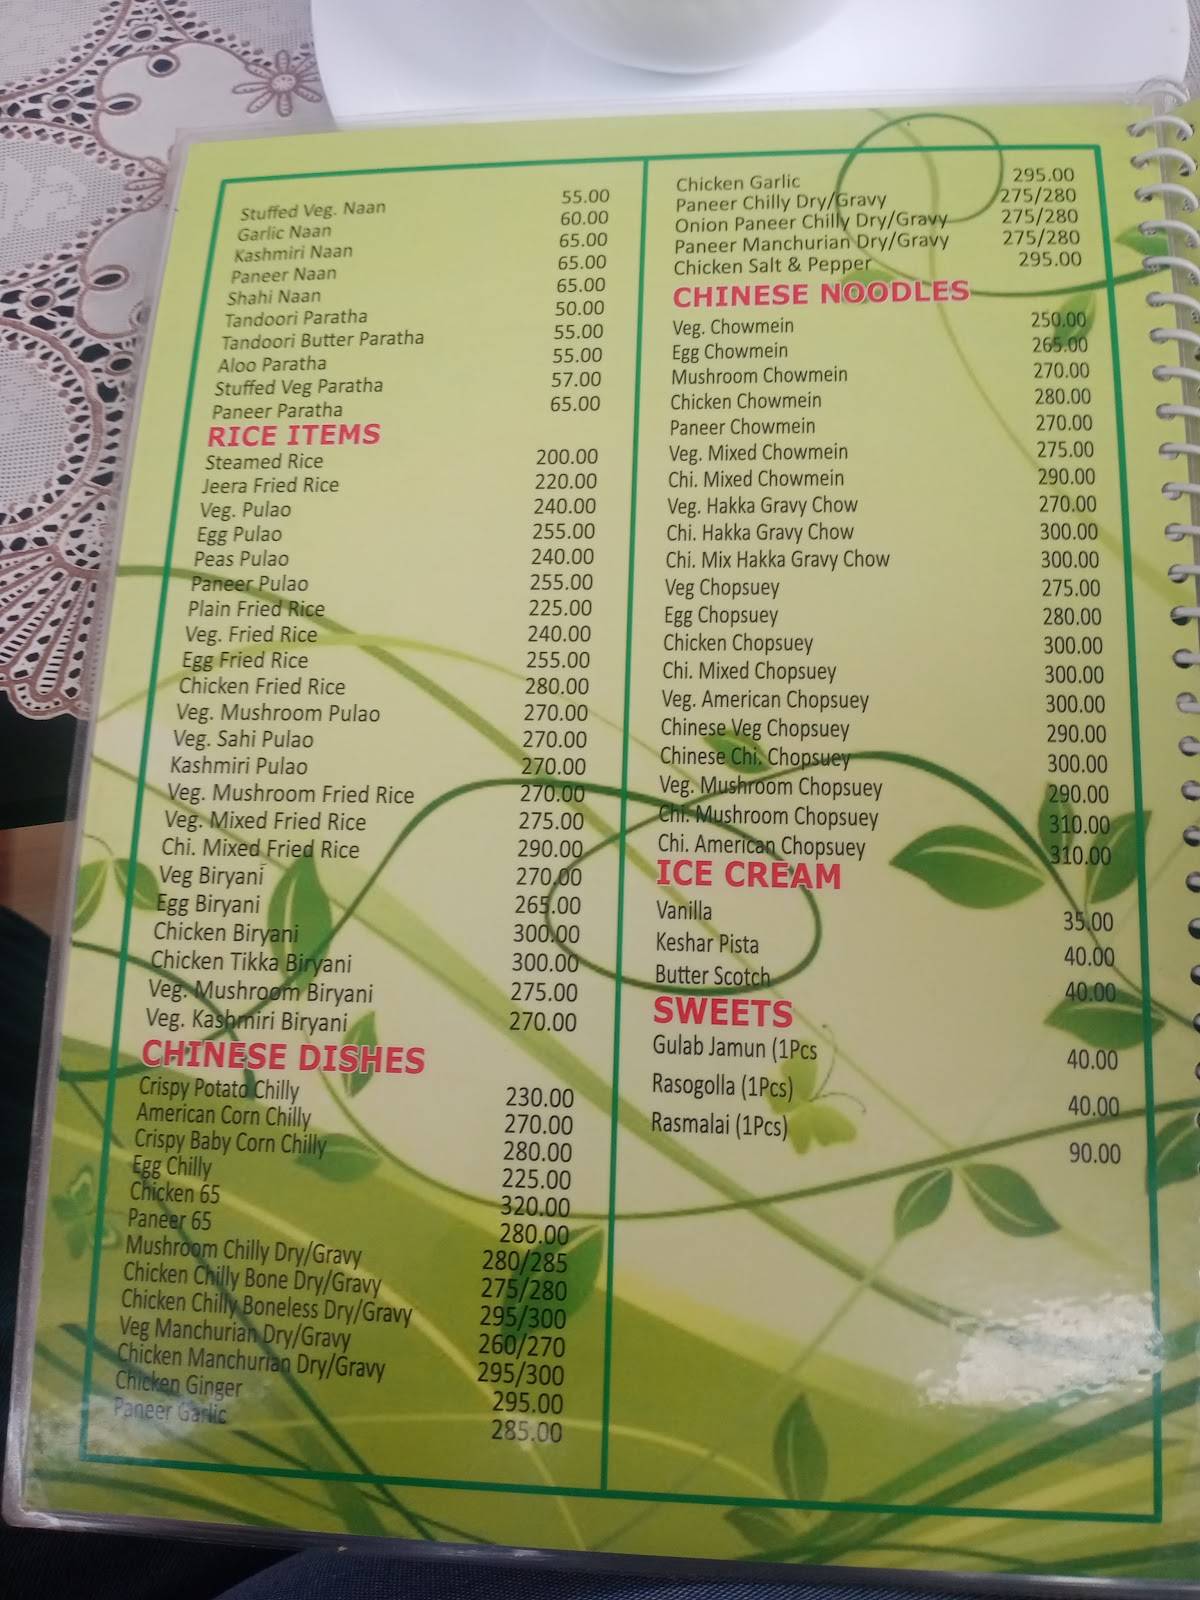 Stuffed Veg. Naan 55.00
Garlic Naan 60.00
Kashmiri Naan 65.00
Paneer Naan 65.00
Shahi Naan 65.00
Tandoori Paratha 50.00
Tandoori Butter Paratha 55.00
Aloo Paratha 55.00
Stuffed Veg Paratha 57.00
Paneer Paratha 65.00
RICE ITEMS
Steamed Rice 200.00
Jeera Fried Rice 220.00
Veg. Pulao 240.00
Egg Pulao 255.00
Peas Pulao 240.00
Paneer Pulao 255.00
Plain Fried Rice 225.00
Veg. Fried Rice 240.00
Egg Fried Rice 255.00
Chicken Fried Rice 280.00
Veg. Mushroom Pulao 270.00
Veg. Sahi Pulao 270.00
Kashmiri Pulao 270.00
Veg. Mushroom Fried Rice 270.00
Veg. Mixed Fried Rice 275.00
Chi. Mixed Fried Rice 290.00
Veg Biryani 270.00
Egg Biryani 265.00
Chicken Biryani 300.00
Chicken Tikka Biryani 300.00
Veg. Mushroom Biryani 275.00
Veg. Kashmiri Biryani 270.00
CHINESE DISHES
Crispy Potato Chilly 230.00
American Corn Chilly 270.00
Crispy Baby Corn Chilly 280.00
Egg Chilly 225.00
Chicken 65 320.00
Paneer 65 280.00
Mushroom Chilly Dry/Gravy 280/285
Chicken Chilly Bone Dry/Gravy 275/280
Chicken Chilly Boneless Dry/Gravy 295/300
Veg Manchurian Dry/Gravy 260/270
Chicken Manchurian Dry/Gravy 295/300
Chicken Ginger 295.00
Paneer Garlic 285.00
Chicken Garlic 295.00
Paneer Chilly Dry/Gravy 275/280
Onion Paneer Chilly Dry/Gravy 275/280
Paneer Manchurian Dry/Gravy 275/280
Chicken Salt & Pepper 295.00
CHINESE NOODLES
Veg. Chowmein 250.00
Egg Chowmein 265.00
Mushroom Chowmein 270.00
Chicken Chowmein 280.00
Paneer Chowmein 270.00
Veg. Mixed Chowmein 275.00
Chi. Mixed Chowmein 290.00
Veg. Hakka Gravy Chow 270.00
Chi. Hakka Gravy Chow 300.00
Chi. Mix Hakka Gravy Chow 300.00
Veg Chopsuey 275.00
Egg Chopsuey 280.00
Chicken Chopsuey 300.00
Chi. Mixed Chopsuey 300.00
Veg. American Chopsuey 300.00
Chinese Veg Chopsuey 290.00
Chinese Chi. Chopsuey 300.00
Veg. Mushroom Chopsuey 290.00
Chi. Mushroom Chopsuey 310.00
Chi. American Chopsuey 310.00
ICE CREAM
Vanilla 35.00
Keshar Pista 40.00
Butter Scotch 40.00
SWEETS
Gulab Jamun (1Pcs 40.00
Rasogolla (1Pcs) 40.00
Rasmalai (1Pcs) 90.00